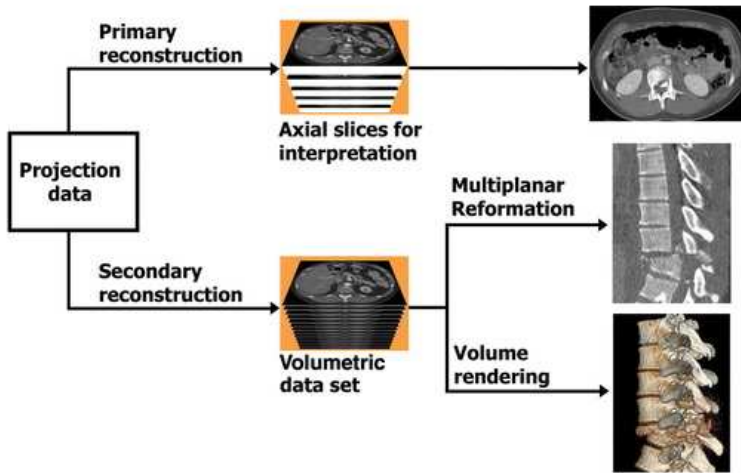 Primary
reconstruction
Axial slices for
interpretation
Projection
data
Multiplanar
Reformation
Secondary
reconstruction
Volumetric
data set
Volume
rendering